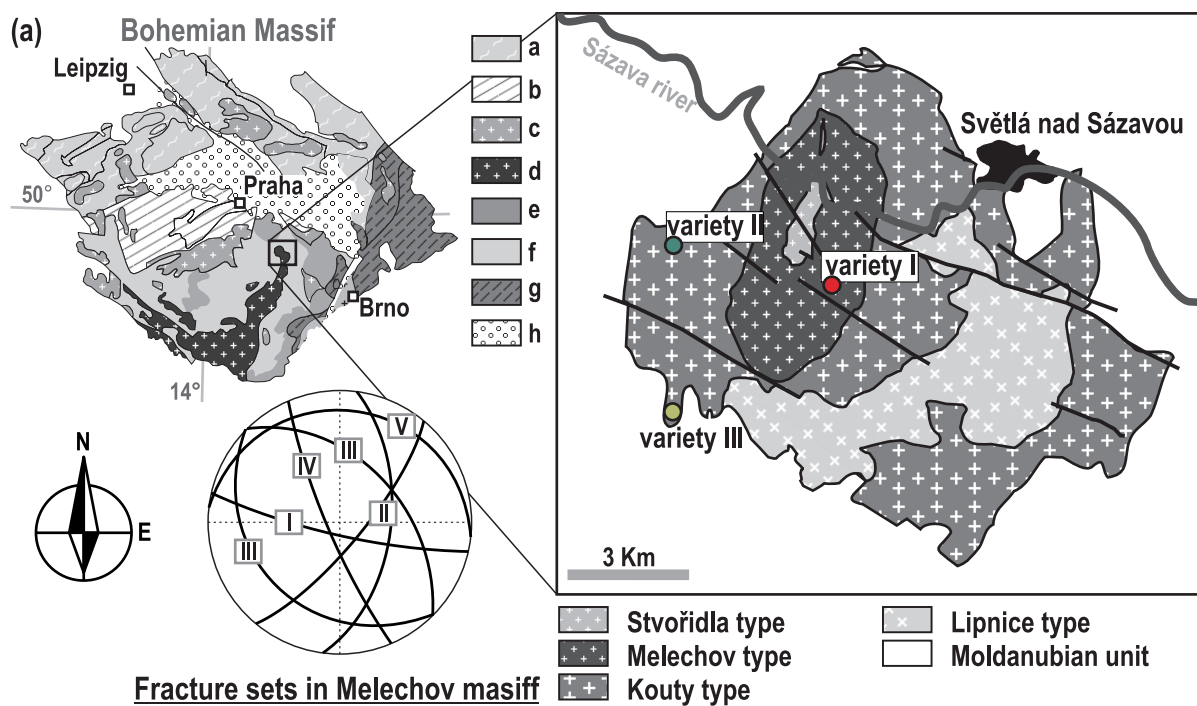 (a)
Bohemian Massif
Leipzig
50°
Praha
Brno
14°
a
b
c
d
e
f
g
h
Sázava river
Světlá nad Sázavou
variety II
variety I
variety III
3 Km
N
E
V
III
IV
II
I
III
Stvořidla type
Melechov type
Kouty type
Lipnice type
Moldanubian unit
Fracture sets in Melechov masiff